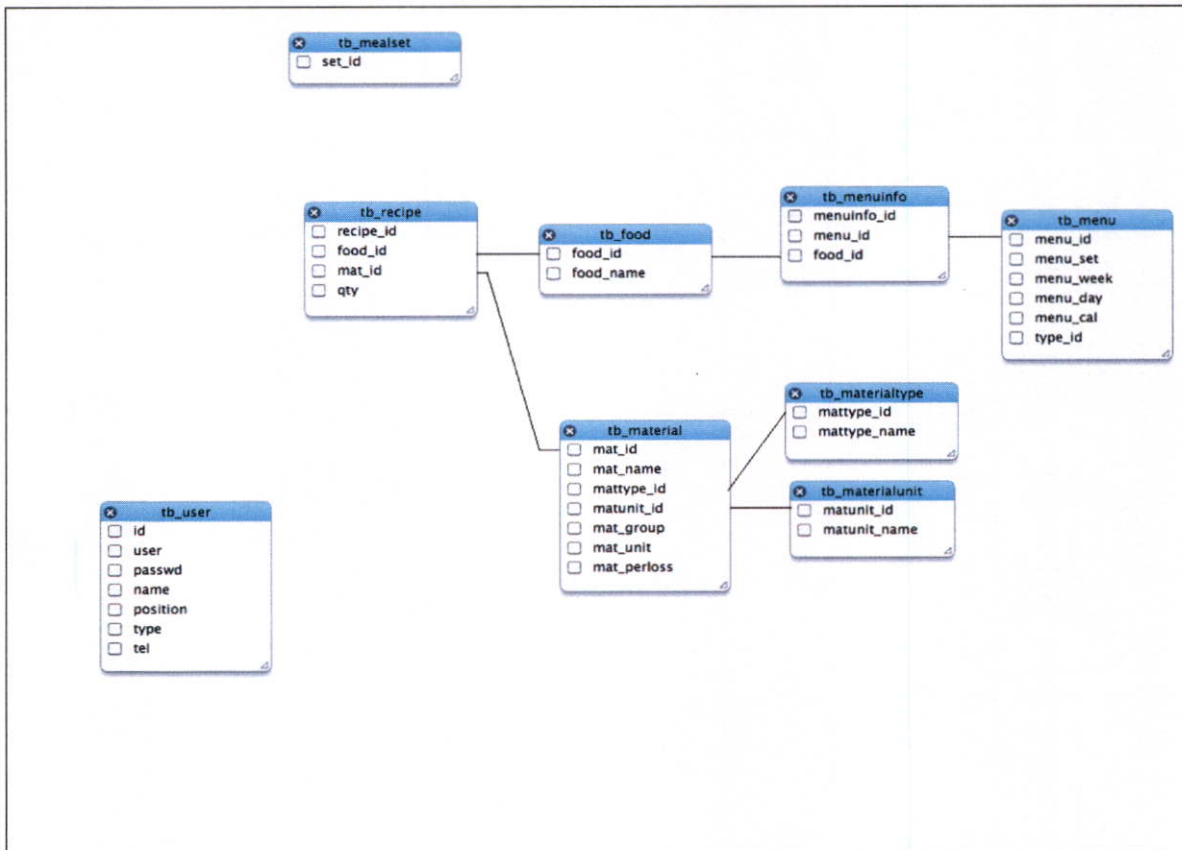 tb_mealset
set_id
tb_recipe
recipe_id
food_id
mat_id
qty
tb_food
food_id
food_name
tb_menuinfo
menuinfo_id
menu_id
food_id
tb_menu
menu_id
menu_set
menu_week
menu_day
menu_cal
type_id
tb_material
mat_id
mat_name
mattype_id
matunit_id
mat_group
mat_unit
mat_perloss
tb_materialtype
mattype_id
mattype_name
tb_materialunit
matunit_id
matunit_name
tb_user
id
user
passwd
name
position
type
tel